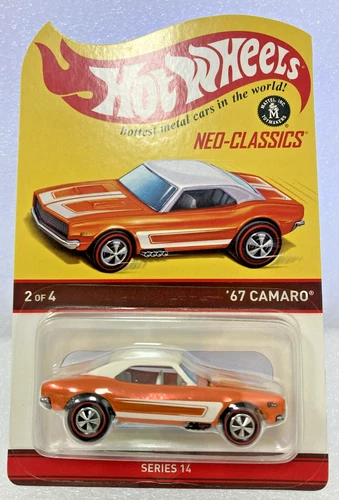 Hot Wheels®
hottest metal cars in the world!
MATTEL, INC.
M
TOYMAKERS
NEO-CLASSICS®
2 OF 4
'67 CAMARO®
SERIES 14